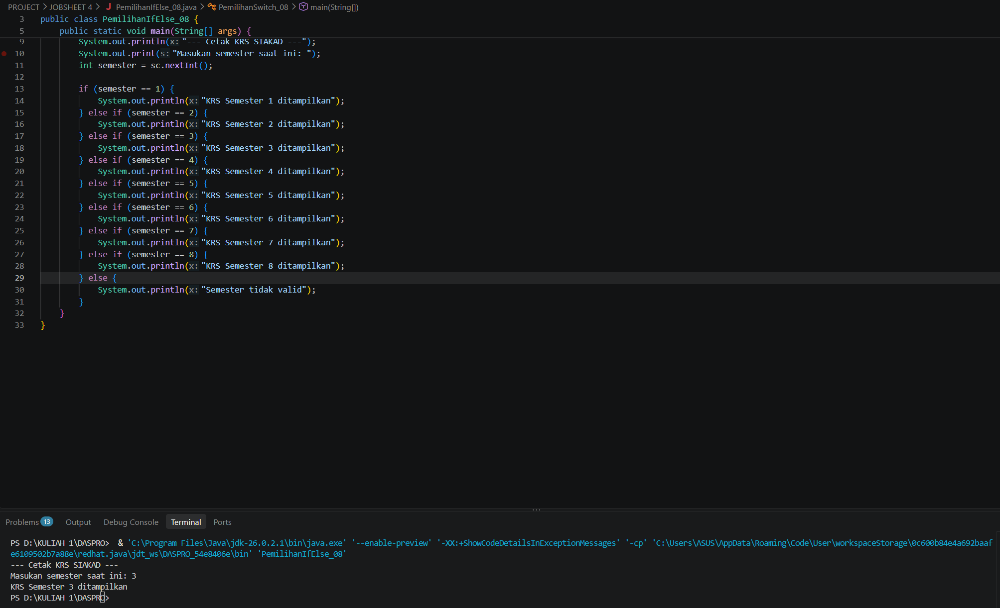 PROJECT > JOBSHEET 4 > J PemilihanIfElse_08.java > PemilihanSwitch_08 > main(String[])
3 public class PemilihanIfElse_08 {
5 public static void main(String[] args) {
9 System.out.println(x: "--- Cetak KRS SIAKAD ---");
10 System.out.print(s: "Masukan semester saat ini: ");
11 int semester = sc.nextInt();
12
13 if (semester == 1) {
14 System.out.println(x: "KRS Semester 1 ditampilkan");
15 } else if (semester == 2) {
16 System.out.println(x: "KRS Semester 2 ditampilkan");
17 } else if (semester == 3) {
18 System.out.println(x: "KRS Semester 3 ditampilkan");
19 } else if (semester == 4) {
20 System.out.println(x: "KRS Semester 4 ditampilkan");
21 } else if (semester == 5) {
22 System.out.println(x: "KRS Semester 5 ditampilkan");
23 } else if (semester == 6) {
24 System.out.println(x: "KRS Semester 6 ditampilkan");
25 } else if (semester == 7) {
26 System.out.println(x: "KRS Semester 7 ditampilkan");
27 } else if (semester == 8) {
28 System.out.println(x: "KRS Semester 8 ditampilkan");
29 } else {
30 System.out.println(x: "Semester tidak valid");
31 }
32 }
33 }
Problems 13 Output Debug Console Terminal Ports
PS D:\KULIAH 1\DASPRO> & 'C:\Program Files\Java\jdk-26.0.2.1\bin\java.exe' '--enable-preview' '-XX:+ShowCodeDetailsInExceptionMessages' '-cp' 'C:\Users\ASUS\AppData\Roaming\Code\User\workspaceStorage\0c600b84e4a692baaf
e6109502b7a88e\redhat.java\jdt_ws\DASPRO_54e8406e\bin' 'PemilihanIfElse_08'
--- Cetak KRS SIAKAD ---
Masukan semester saat ini: 3
KRS Semester 3 ditampilkan
PS D:\KULIAH 1\DASPRO>